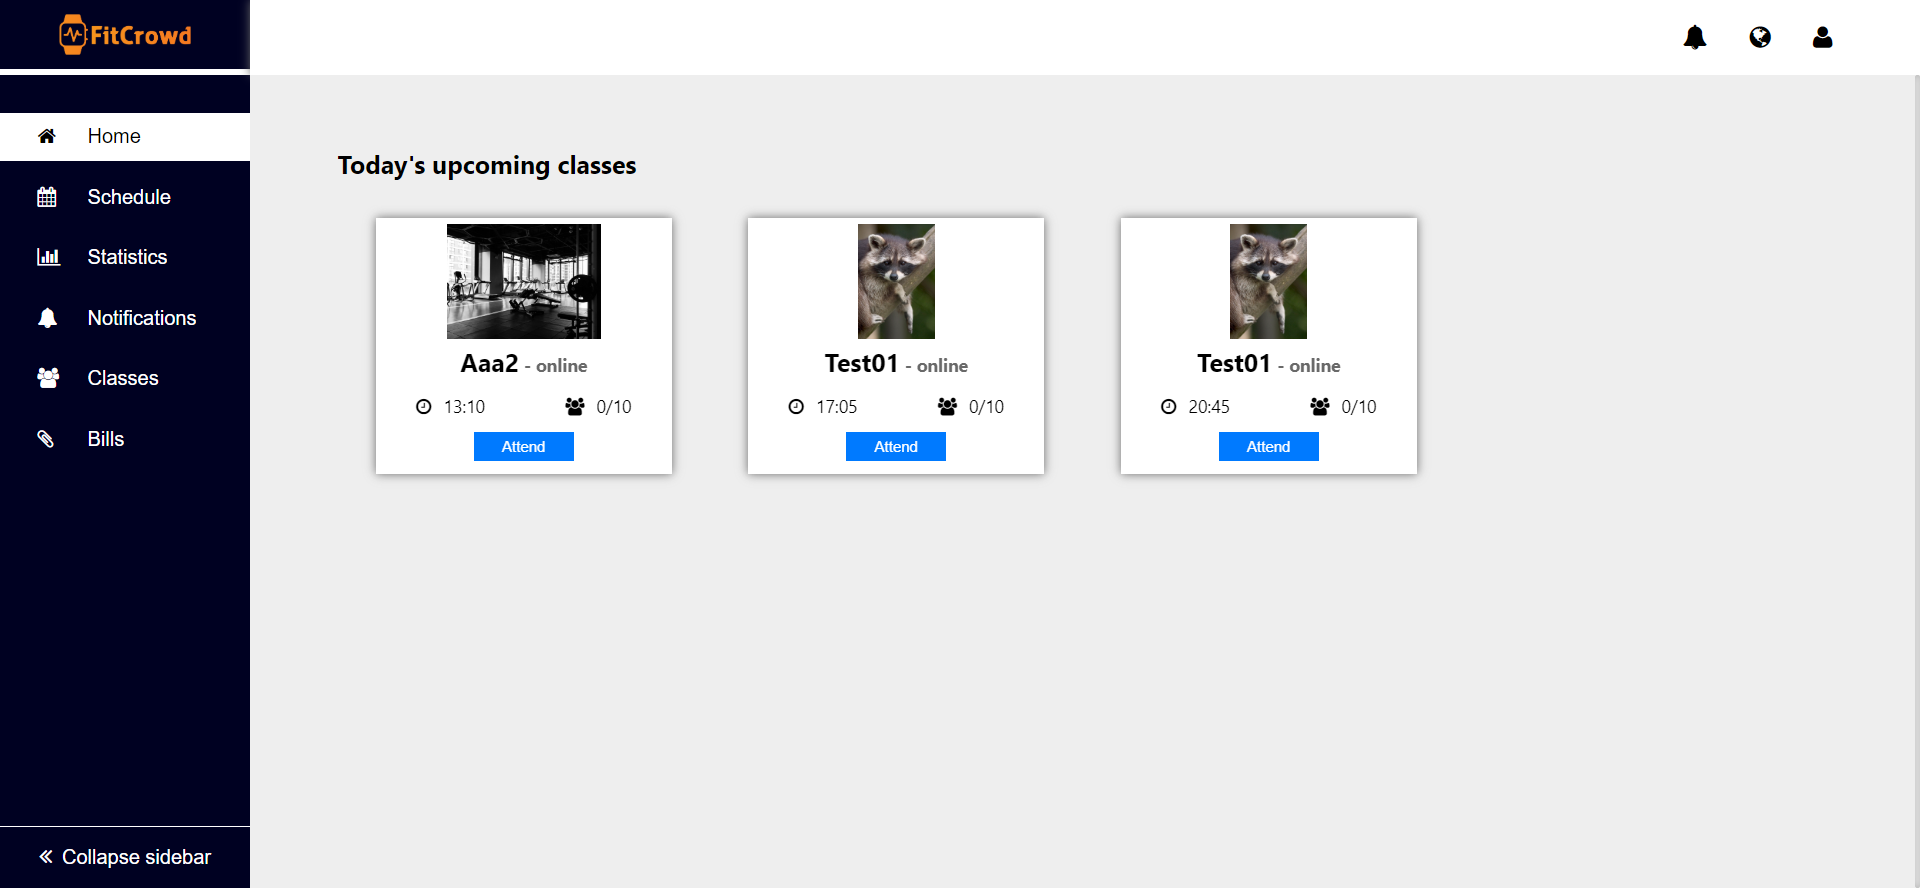 FitCrowd
Home
Schedule
Statistics
Notifications
Classes
Bills
Collapse sidebar
Today's upcoming classes
Aaa2 - online
13:10 0/10
Attend
Test01 - online
17:05 0/10
Attend
Test01 - online
20:45 0/10
Attend